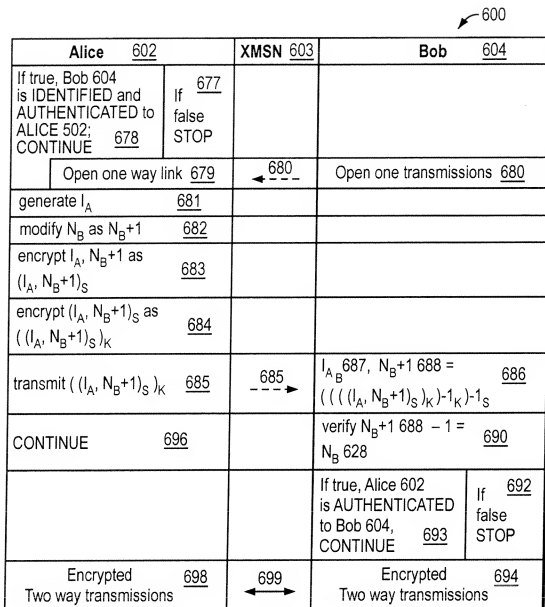 600
Alice 602 XMSN 603 Bob 604
If true, Bob 604
is IDENTIFIED and
AUTHENTICATED to
ALICE 502;
CONTINUE 678
If 677
false
STOP
Open one way link 679 680 Open one transmissions 680
generate I_A 681
modify N_B as N_B+1 682
encrypt I_A, N_B+1 as
(I_A, N_B+1)_S 683
encrypt (I_A, N_B+1)_S as
((I_A, N_B+1)_S)_K 684
transmit ((I_A, N_B+1)_S)_K 685 685
I_A_B 687, N_B+1 688 =
((((I_A, N_B+1)_S)_K)-1_K)-1_S 686
CONTINUE 696
verify N_B+1 688 – 1 =
N_B 628 690
If true, Alice 602
is AUTHENTICATED
to Bob 604,
CONTINUE 693
If 692
false
STOP
Encrypted
Two way transmissions 698
699
Encrypted
Two way transmissions 694